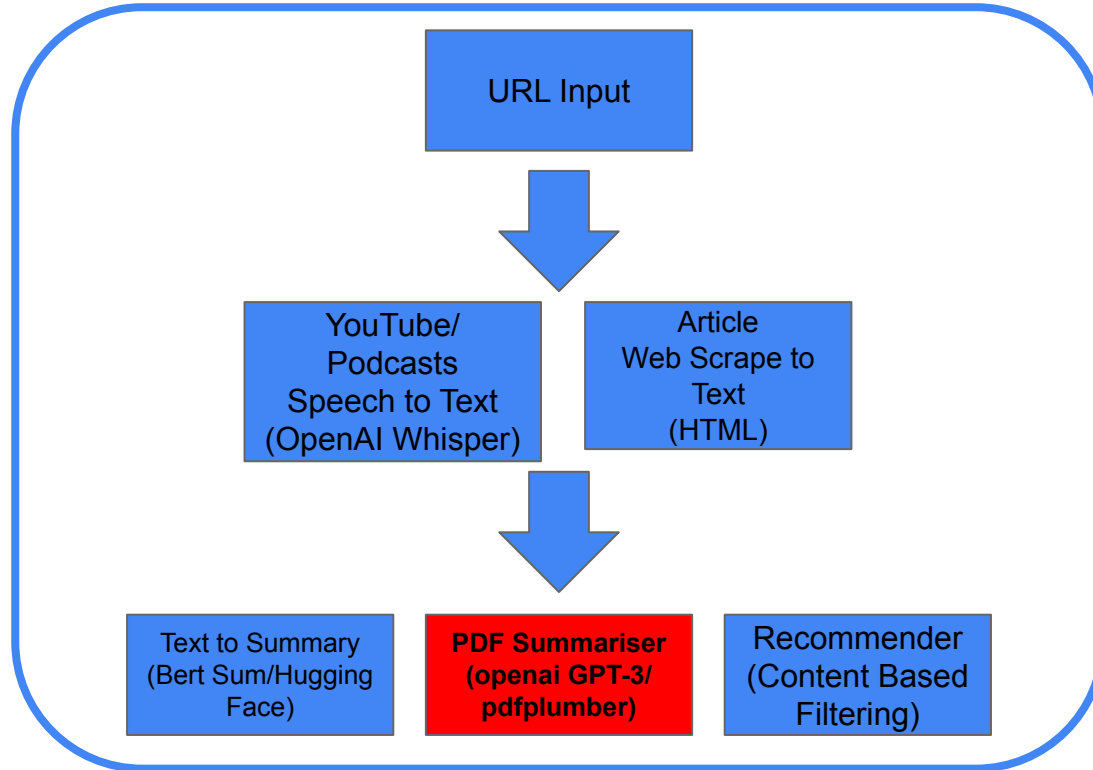 URL Input
YouTube/
Podcasts
Speech to Text
(OpenAI Whisper)
Article
Web Scrape to
Text
(HTML)
Text to Summary
(Bert Sum/Hugging
Face)
PDF Summariser
(openai GPT-3/
pdfplumber)
Recommender
(Content Based
Filtering)